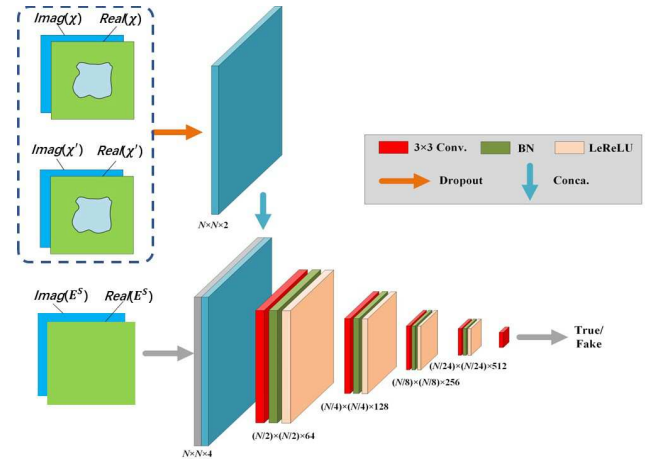 Imag(χ) Real(χ)
Imag(χ′) Real(χ′)
N×N×2
3×3 Conv. BN LeReLU
Dropout Conca.
Imag(E^S) Real(E^S)
N×N×4
(N/2)×(N/2)×64
(N/4)×(N/4)×128
(N/8)×(N/8)×256
(N/24)×(N/24)×512
True/
Fake